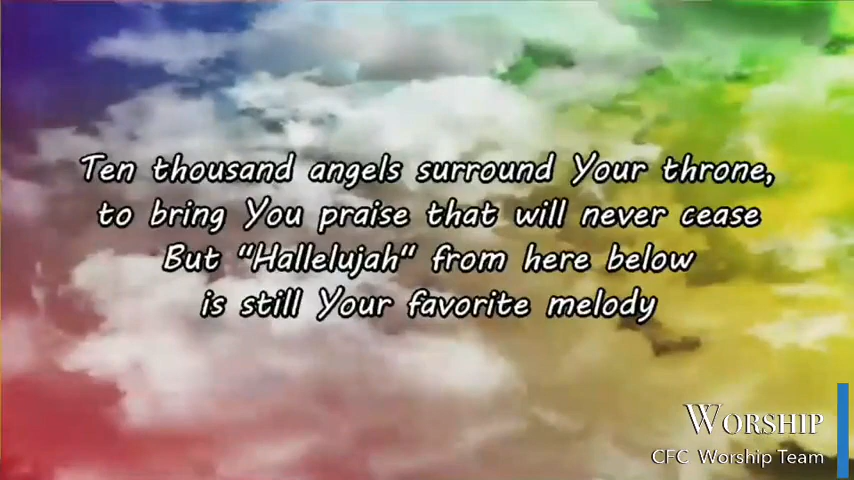 Ten thousand angels surround Your throne,
to bring You praise that will never cease
But "Hallelujah" from here below
is still Your favorite melody
WORSHIP
CFC Worship Team